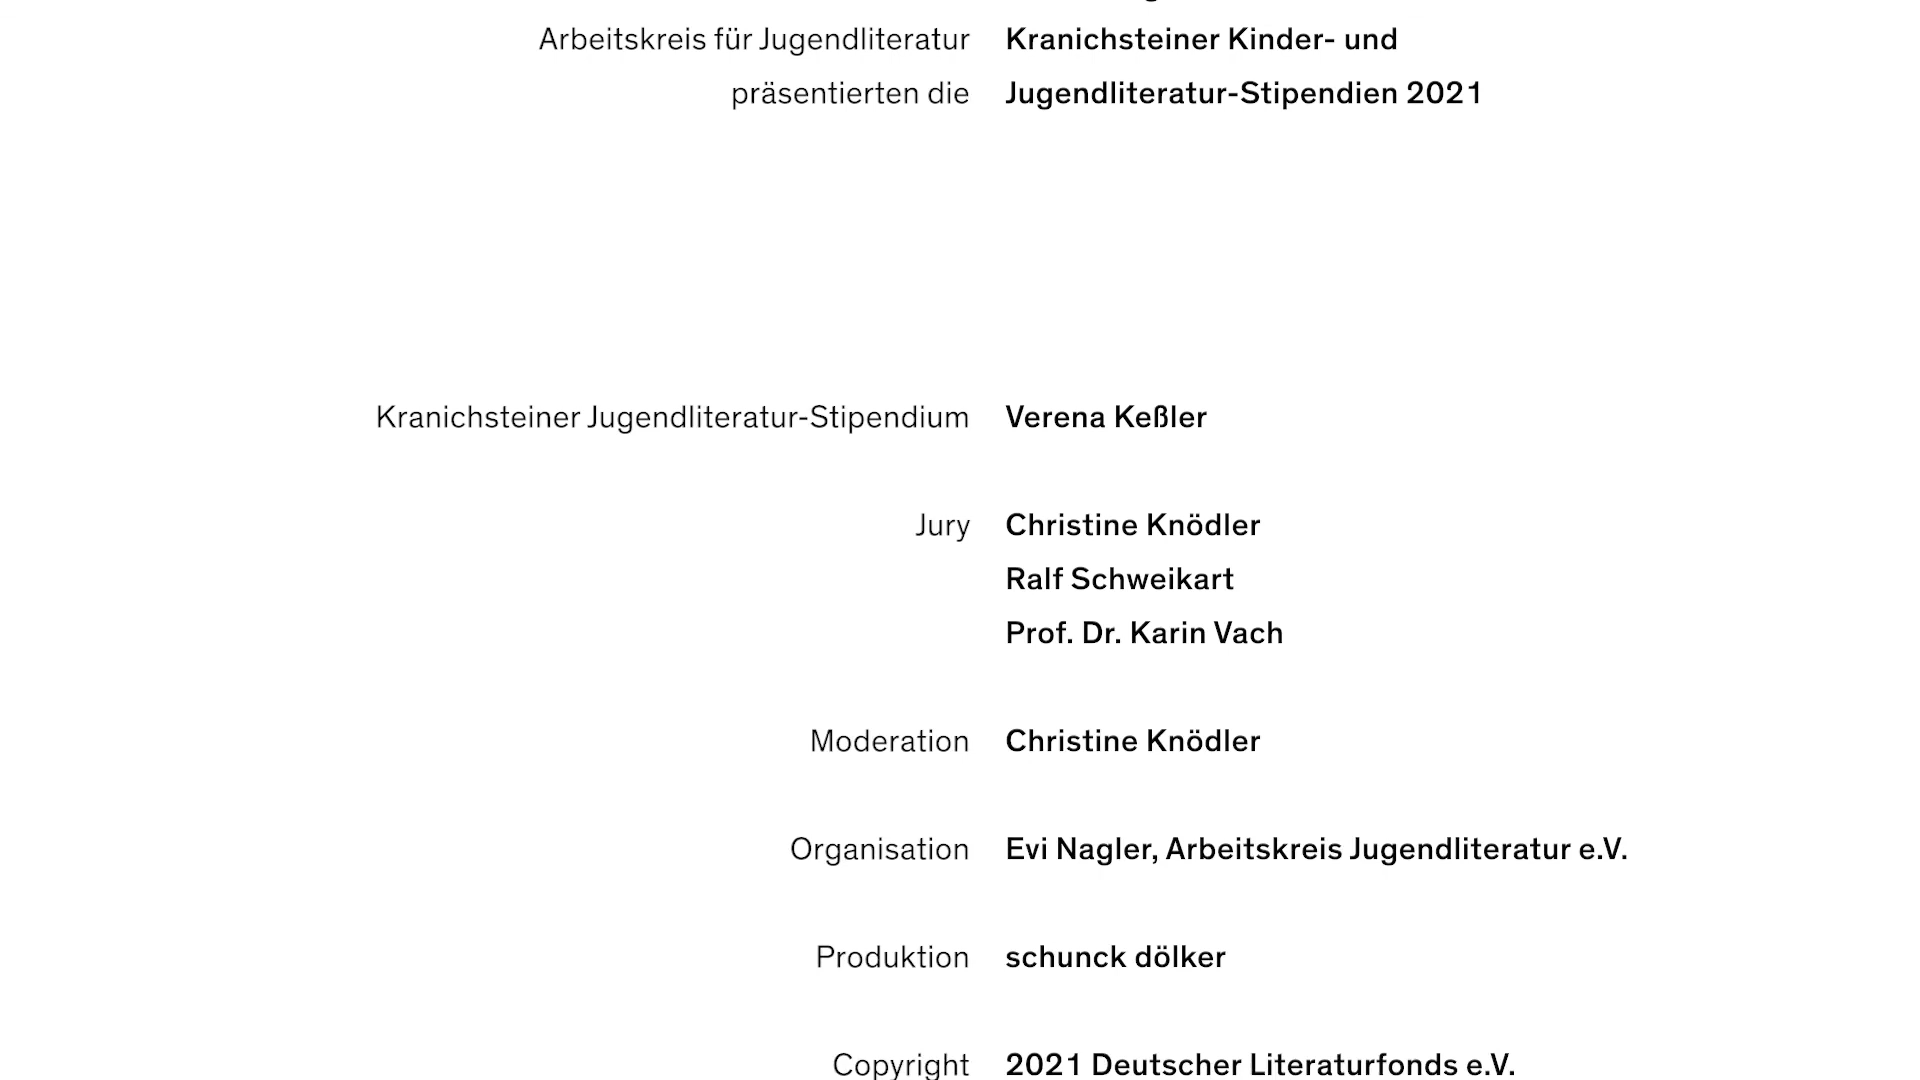 Arbeitskreis für Jugendliteratur Kranichsteiner Kinder- und
präsentierten die Jugendliteratur-Stipendien 2021
Kranichsteiner Jugendliteratur-Stipendium Verena Keßler
Jury Christine Knödler
Ralf Schweikart
Prof. Dr. Karin Vach
Moderation Christine Knödler
Organisation Evi Nagler, Arbeitskreis Jugendliteratur e.V.
Produktion schunck dölker
Copyright 2021 Deutscher Literaturfonds e.V.